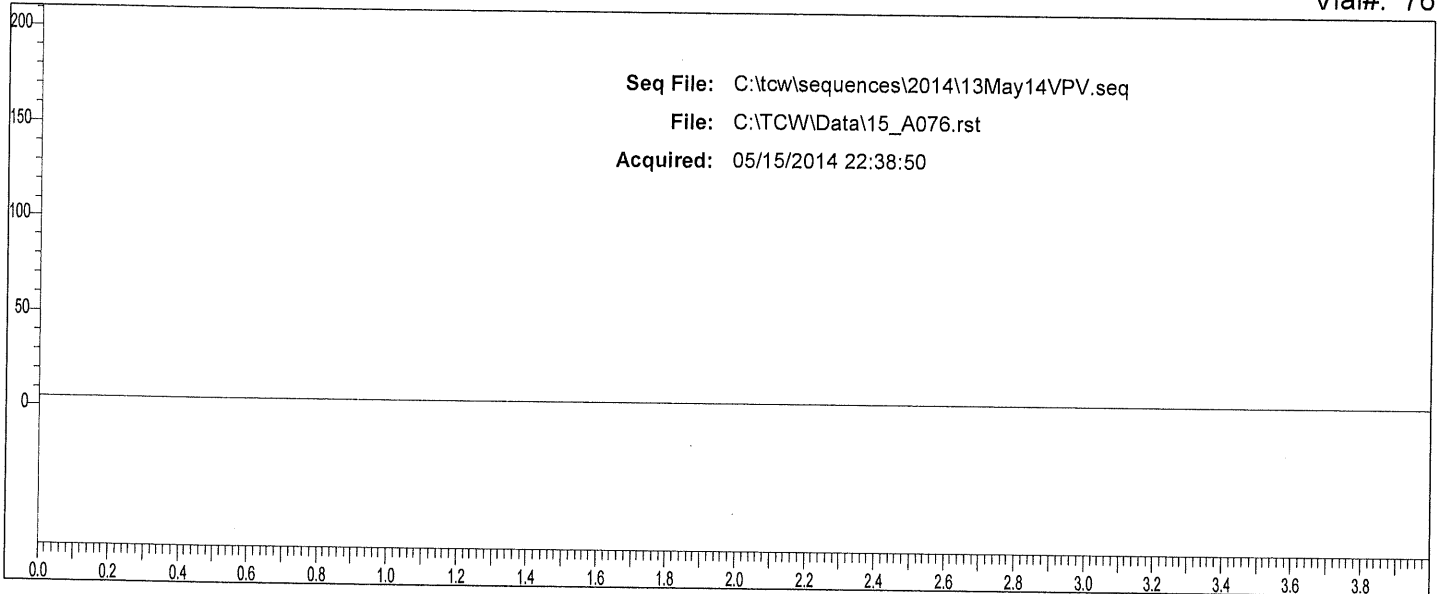 Vial#: 76
200
Seq File: C:\tcw\sequences\2014\13May14VPV.seq
150
File: C:\TCW\Data\15_A076.rst
Acquired: 05/15/2014 22:38:50
100
50
0
0.0 0.2 0.4 0.6 0.8 1.0 1.2 1.4 1.6 1.8 2.0 2.2 2.4 2.6 2.8 3.0 3.2 3.4 3.6 3.8